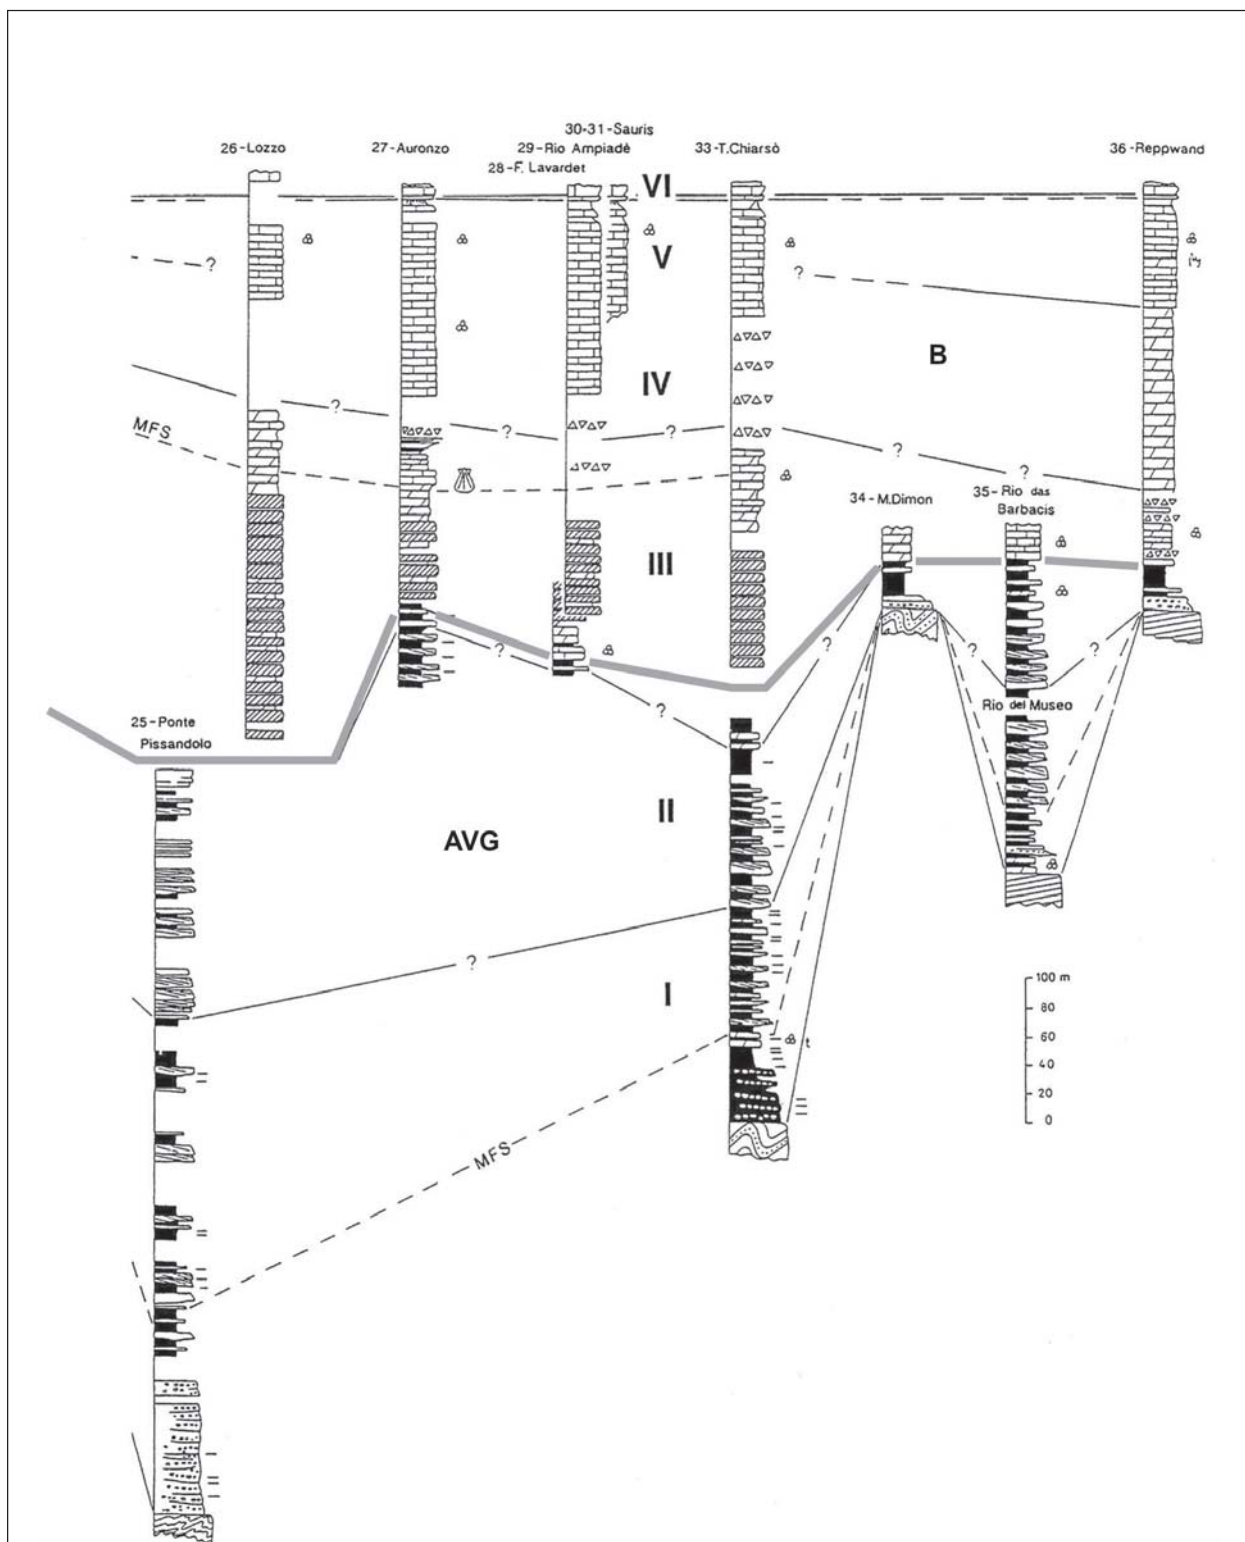 30-31-Sauris
26-Lozzo
27-Auronzo
29-Rio Ampiadè
33-T.Chiarsò
36-Reppwand
28-F. Lavardet
VI
V
?
?
B
IV
?
?
?
?
MFS
34-M.Dimon
35-Rio das
Barbacis
III
?
?
?
?
?
25-Ponte
Pissandolo
Rio del Museo
II
AVG
?
I
100 m
80
60
40
20
0
t
MFS